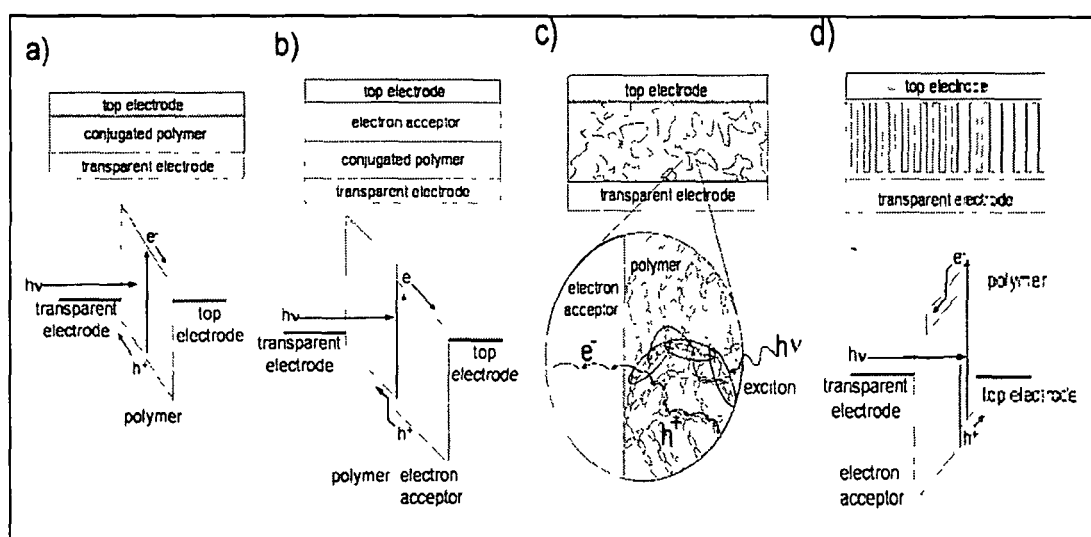 a)
top electrode
conjugated polymer
transparent electrode
e-
hν
transparent
electrode
top
electrode
h+
polymer
b)
top electrode
electron acceptor
conjugated polymer
transparent electrode
e
hν
transparent
electrode
top
electrode
h+
polymer electron
acceptor
c)
top electrode
transparent electrode
polymer
electron
acceptor
e-
hν
exciton
h+
d)
top electrode
transparent electrode
e-
polymer
hν
transparent
electrode
top electrode
h+
electron
acceptor